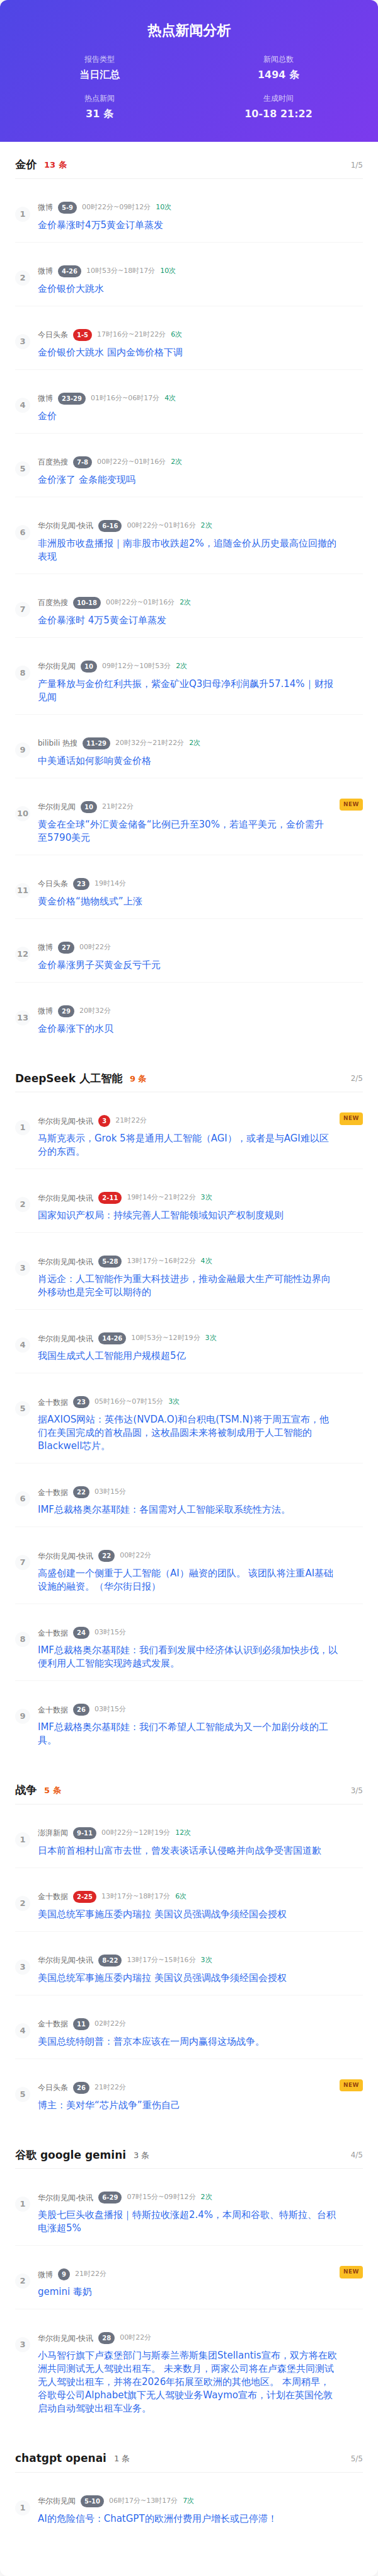 热点新闻分析
报告类型 新闻总数
当日汇总 1494 条
热点新闻 生成时间
31 条 10-18 21:22
金价 13 条 1/5
1 微博 5-9 00时22分~09时12分 10次
金价暴涨时4万5黄金订单蒸发
2 微博 4-26 10时53分~18时17分 10次
金价银价大跳水
3 今日头条 1-5 17时16分~21时22分 6次
金价银价大跳水 国内金饰价格下调
4 微博 23-29 01时16分~06时17分 4次
金价
5 百度热搜 7-8 00时22分~01时16分 2次
金价涨了 金条能变现吗
6 华尔街见闻-快讯 6-16 00时22分~01时16分 2次
非洲股市收盘播报｜南非股市收跌超2%，追随金价从历史最高位回撤的
表现
7 百度热搜 10-18 00时22分~01时16分 2次
金价暴涨时 4万5黄金订单蒸发
8 华尔街见闻 10 09时12分~10时53分 2次
产量释放与金价红利共振，紫金矿业Q3归母净利润飙升57.14%｜财报
见闻
9 bilibili 热搜 11-29 20时32分~21时22分 2次
中美通话如何影响黄金价格
10 华尔街见闻 10 21时22分 NEW
黄金在全球“外汇黄金储备“比例已升至30%，若追平美元，金价需升
至5790美元
11 今日头条 23 19时14分
黄金价格“抛物线式”上涨
12 微博 27 00时22分
金价暴涨男子买黄金反亏千元
13 微博 29 20时32分
金价暴涨下的水贝
DeepSeek 人工智能 9 条 2/5
1 华尔街见闻-快讯 3 21时22分 NEW
马斯克表示，Grok 5将是通用人工智能（AGI），或者是与AGI难以区
分的东西。
2 华尔街见闻-快讯 2-11 19时14分~21时22分 3次
国家知识产权局：持续完善人工智能领域知识产权制度规则
3 华尔街见闻-快讯 5-28 13时17分~16时22分 4次
肖远企：人工智能作为重大科技进步，推动金融最大生产可能性边界向
外移动也是完全可以期待的
4 华尔街见闻-快讯 14-26 10时53分~12时19分 3次
我国生成式人工智能用户规模超5亿
5 金十数据 23 05时16分~07时15分 3次
据AXIOS网站：英伟达(NVDA.O)和台积电(TSM.N)将于周五宣布，他
们在美国完成的首枚晶圆，这枚晶圆未来将被制成用于人工智能的
Blackwell芯片。
6 金十数据 22 03时15分
IMF总裁格奥尔基耶娃：各国需对人工智能采取系统性方法。
7 华尔街见闻-快讯 22 00时22分
高盛创建一个侧重于人工智能（AI）融资的团队。 该团队将注重AI基础
设施的融资。（华尔街日报）
8 金十数据 24 03时15分
IMF总裁格奥尔基耶娃：我们看到发展中经济体认识到必须加快步伐，以
便利用人工智能实现跨越式发展。
9 金十数据 26 03时15分
IMF总裁格奥尔基耶娃：我们不希望人工智能成为又一个加剧分歧的工
具。
战争 5 条 3/5
1 澎湃新闻 9-11 00时22分~12时19分 12次
日本前首相村山富市去世，曾发表谈话承认侵略并向战争受害国道歉
2 金十数据 2-25 13时17分~18时17分 6次
美国总统军事施压委内瑞拉 美国议员强调战争须经国会授权
3 华尔街见闻-快讯 8-22 13时17分~15时16分 3次
美国总统军事施压委内瑞拉 美国议员强调战争须经国会授权
4 金十数据 11 02时22分
美国总统特朗普：普京本应该在一周内赢得这场战争。
5 今日头条 26 21时22分 NEW
博主：美对华“芯片战争”重伤自己
谷歌 google gemini 3 条 4/5
1 华尔街见闻-快讯 6-29 07时15分~09时12分 2次
美股七巨头收盘播报｜特斯拉收涨超2.4%，本周和谷歌、特斯拉、台积
电涨超5%
2 微博 9 21时22分 NEW
gemini 毒奶
3 华尔街见闻-快讯 28 00时22分
小马智行旗下卢森堡部门与斯泰兰蒂斯集团Stellantis宣布，双方将在欧
洲共同测试无人驾驶出租车。 未来数月，两家公司将在卢森堡共同测试
无人驾驶出租车，并将在2026年拓展至欧洲的其他地区。 本周稍早，
谷歌母公司Alphabet旗下无人驾驶业务Waymo宣布，计划在英国伦敦
启动自动驾驶出租车业务。
chatgpt openai 1 条 5/5
1 华尔街见闻 5-10 06时17分~13时17分 7次
AI的危险信号：ChatGPT的欧洲付费用户增长或已停滞！